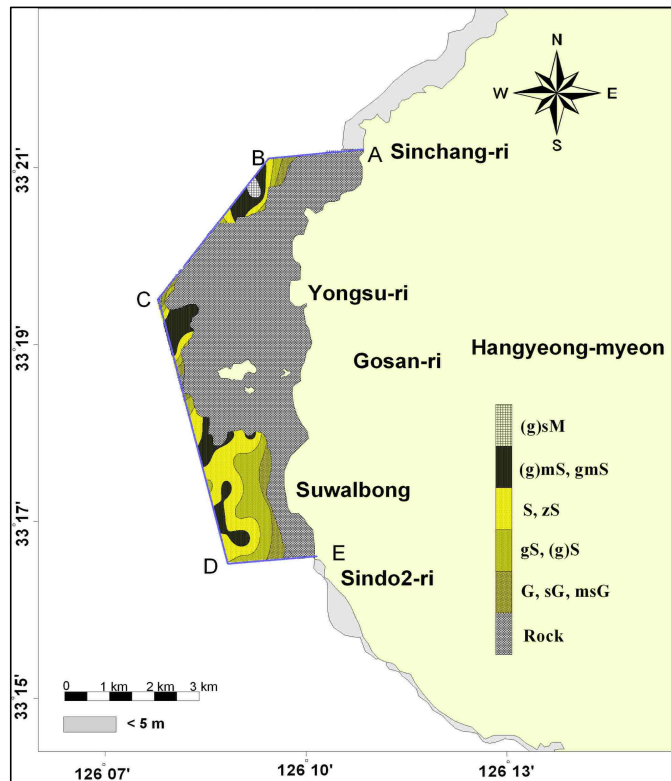 N
W E
S
33°21'
B
A
Sinchang-ri
C
Yongsu-ri
33°19'
Gosan-ri
Hangyeong-myeon
(g)sM
(g)mS, gmS
S, zS
gS, (g)S
G, sG, msG
Rock
Suwalbong
33°17'
D
E
Sindo2-ri
0 1 km 2 km 3 km
< 5 m
33°15'
126°07' 126°10' 126°13'